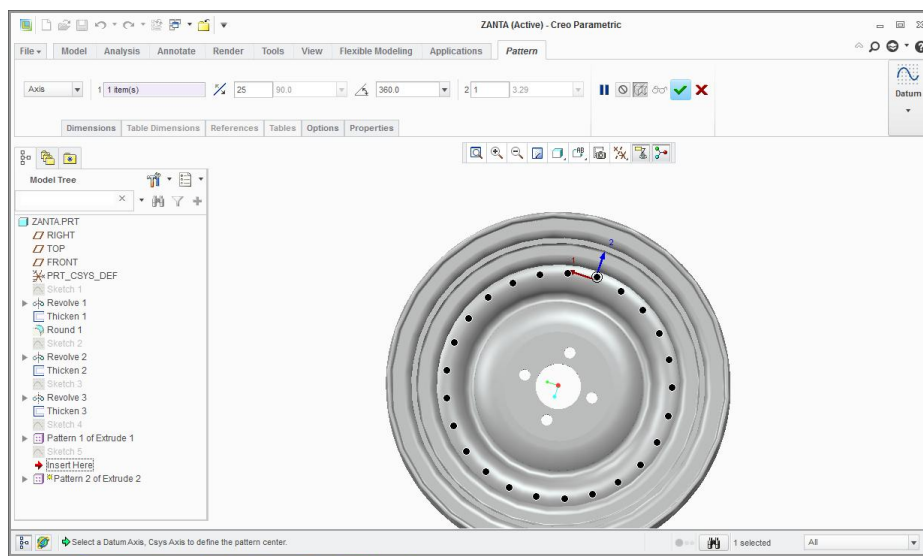 ZANTA (Active) - Creo Parametric
File Model Analysis Annotate Render Tools View Flexible Modeling Applications Pattern
Axis 1 1 item(s) 25 90.0 360.0 2 1 3.29
Datum
Dimensions Table Dimensions References Tables Options Properties
Model Tree
ZANTA.PRT
RIGHT
TOP
FRONT
PRT_CSYS_DEF
Sketch 1
Revolve 1
Thicken 1
Round 1
Sketch 2
Revolve 2
Thicken 2
Sketch 3
Revolve 3
Thicken 3
Sketch 4
Pattern 1 of Extrude 1
Sketch 5
Insert Here
Pattern 2 of Extrude 2
2
1
Select a Datum Axis, Csys Axis to define the pattern center.
1 selected
All